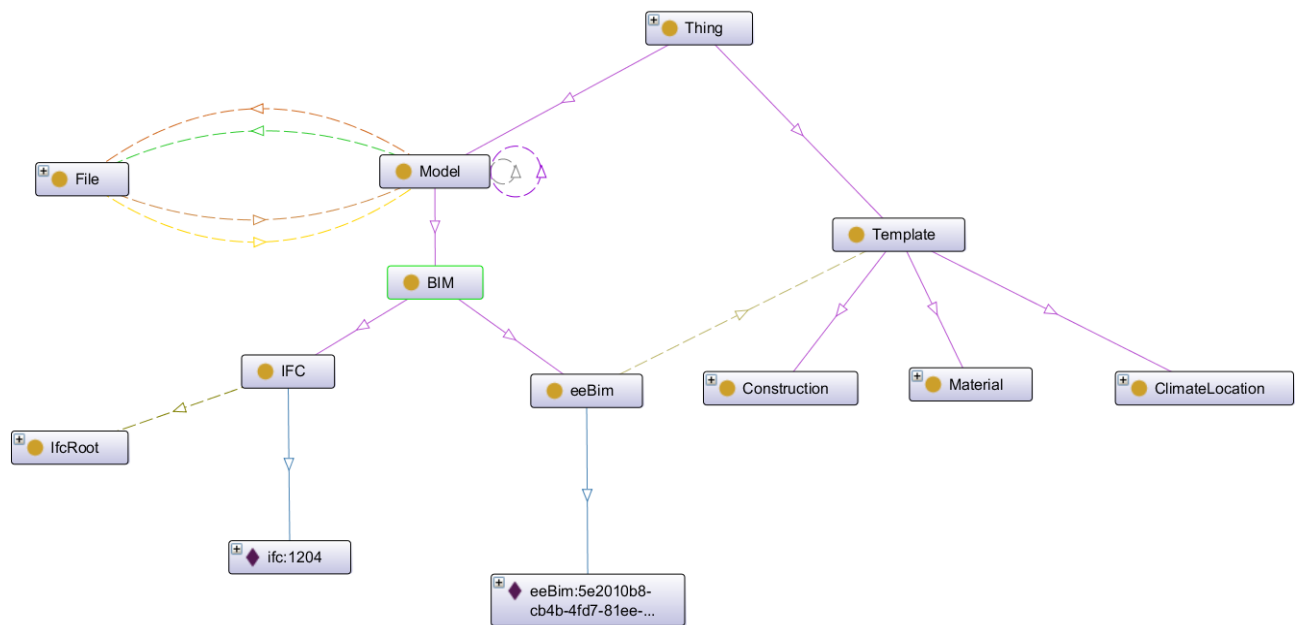 Thing
File
Model
Template
BIM
IFC
eeBim
Construction
Material
ClimateLocation
IfcRoot
ifc:1204
eeBim:5e2010b8-
cb4b-4fd7-81ee-...